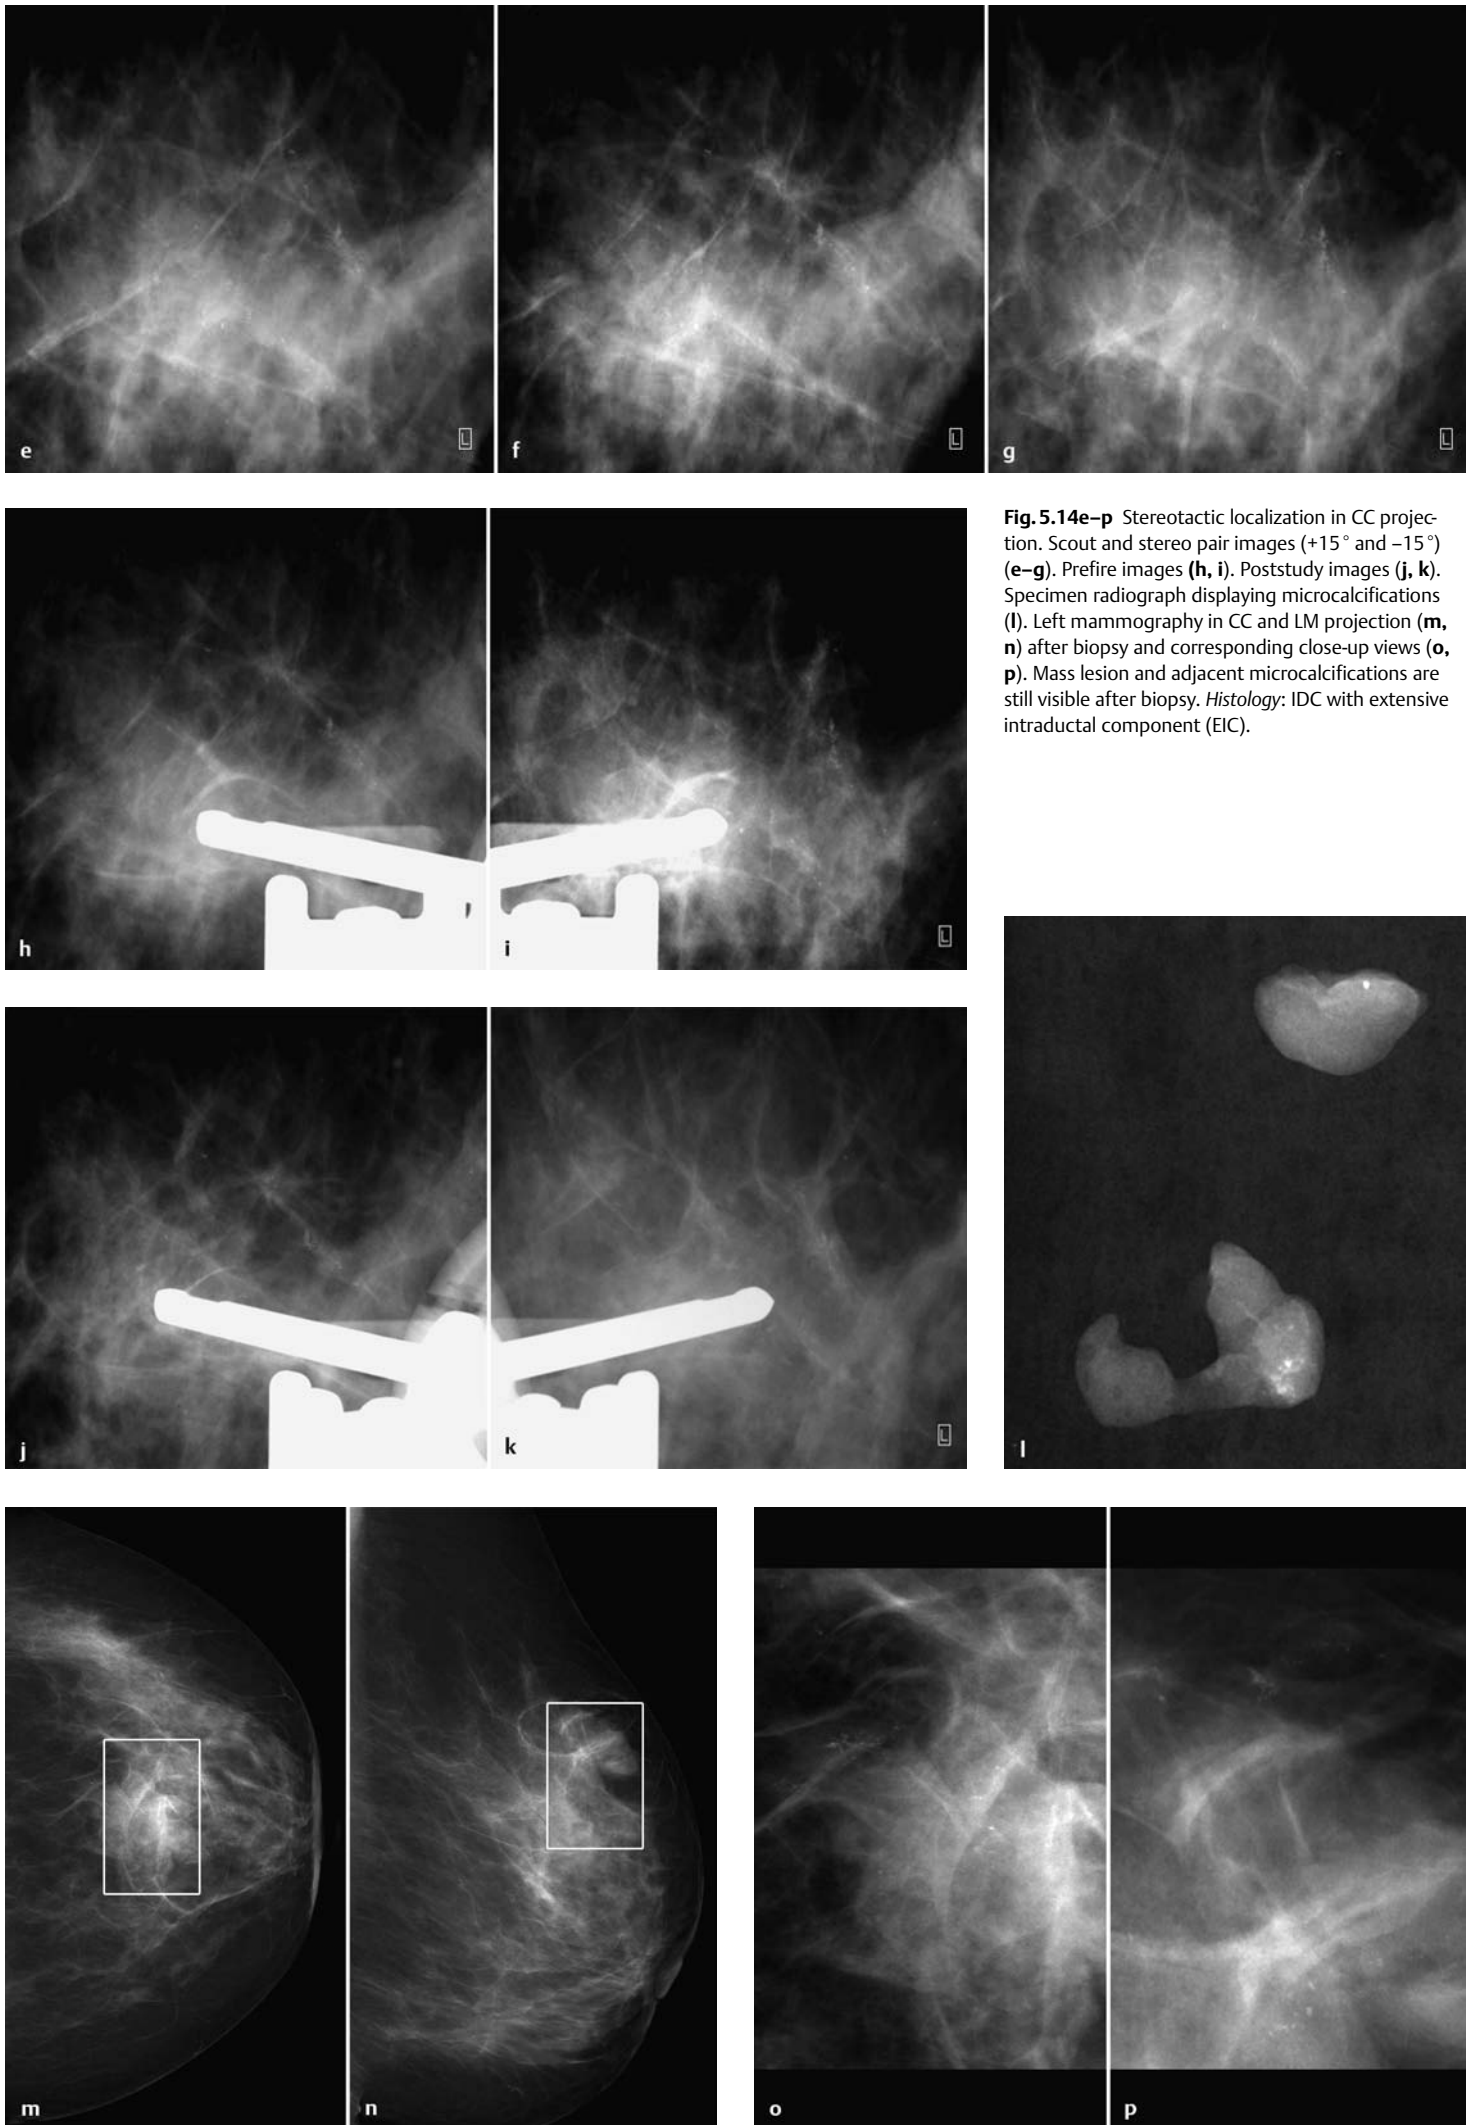 e
L
f
L
g
L
Fig. 5.14e–p Stereotactic localization in CC projec-
tion. Scout and stereo pair images (+15° and –15°)
(e–g). Prefire images (h, i). Poststudy images (j, k).
Specimen radiograph displaying microcalcifications
(l). Left mammography in CC and LM projection (m,
n) after biopsy and corresponding close-up views (o,
p). Mass lesion and adjacent microcalcifications are
still visible after biopsy. Histology: IDC with extensive
intraductal component (EIC).
h
i
L
j
k
L
l
m
n
o
p